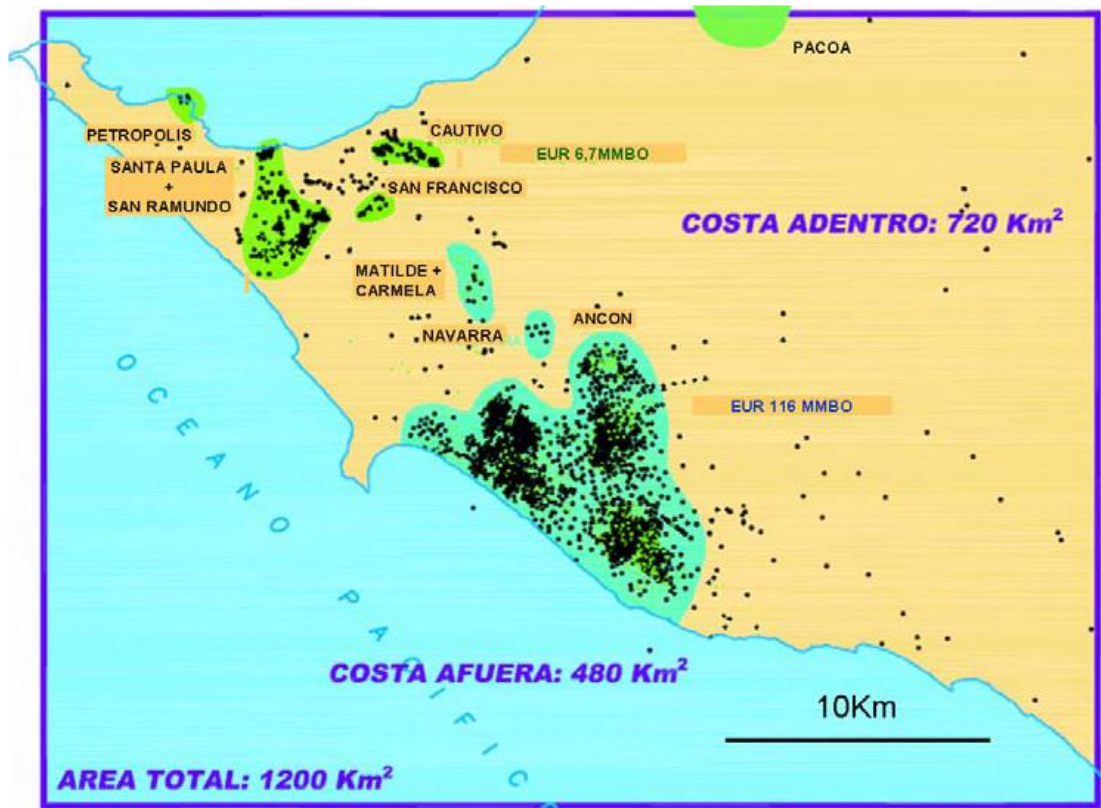 PACOA
PETROPOLIS
CAUTIVO
EUR 6,7MMBO
SANTA PAULA
+
SAN RAMUNDO
SAN FRANCISCO
COSTA ADENTRO: 720 Km²
MATILDE +
CARMELA
NAVARRA
ANCON
EUR 116 MMBO
OCEANO PACIFIC
COSTA AFUERA: 480 Km²
10Km
AREA TOTAL: 1200 Km²